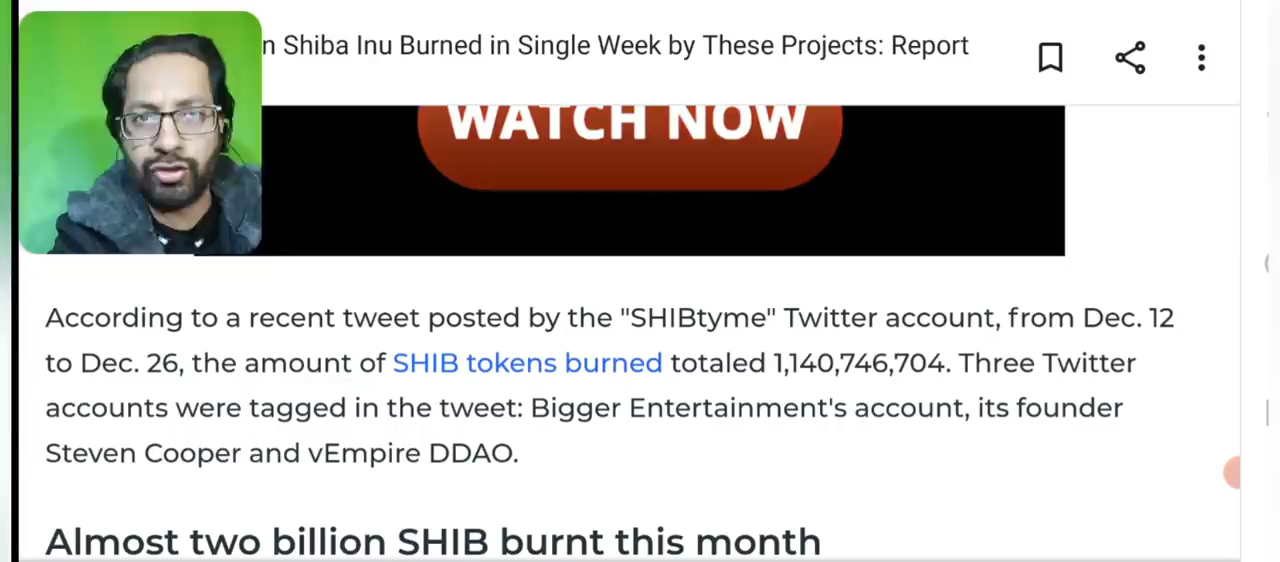 n Shiba Inu Burned in Single Week by These Projects: Report
WATCH NOW
According to a recent tweet posted by the "SHIBtyme" Twitter account, from Dec. 12
to Dec. 26, the amount of SHIB tokens burned totaled 1,140,746,704. Three Twitter
accounts were tagged in the tweet: Bigger Entertainment's account, its founder
Steven Cooper and vEmpire DDAO.
Almost two billion SHIB burnt this month